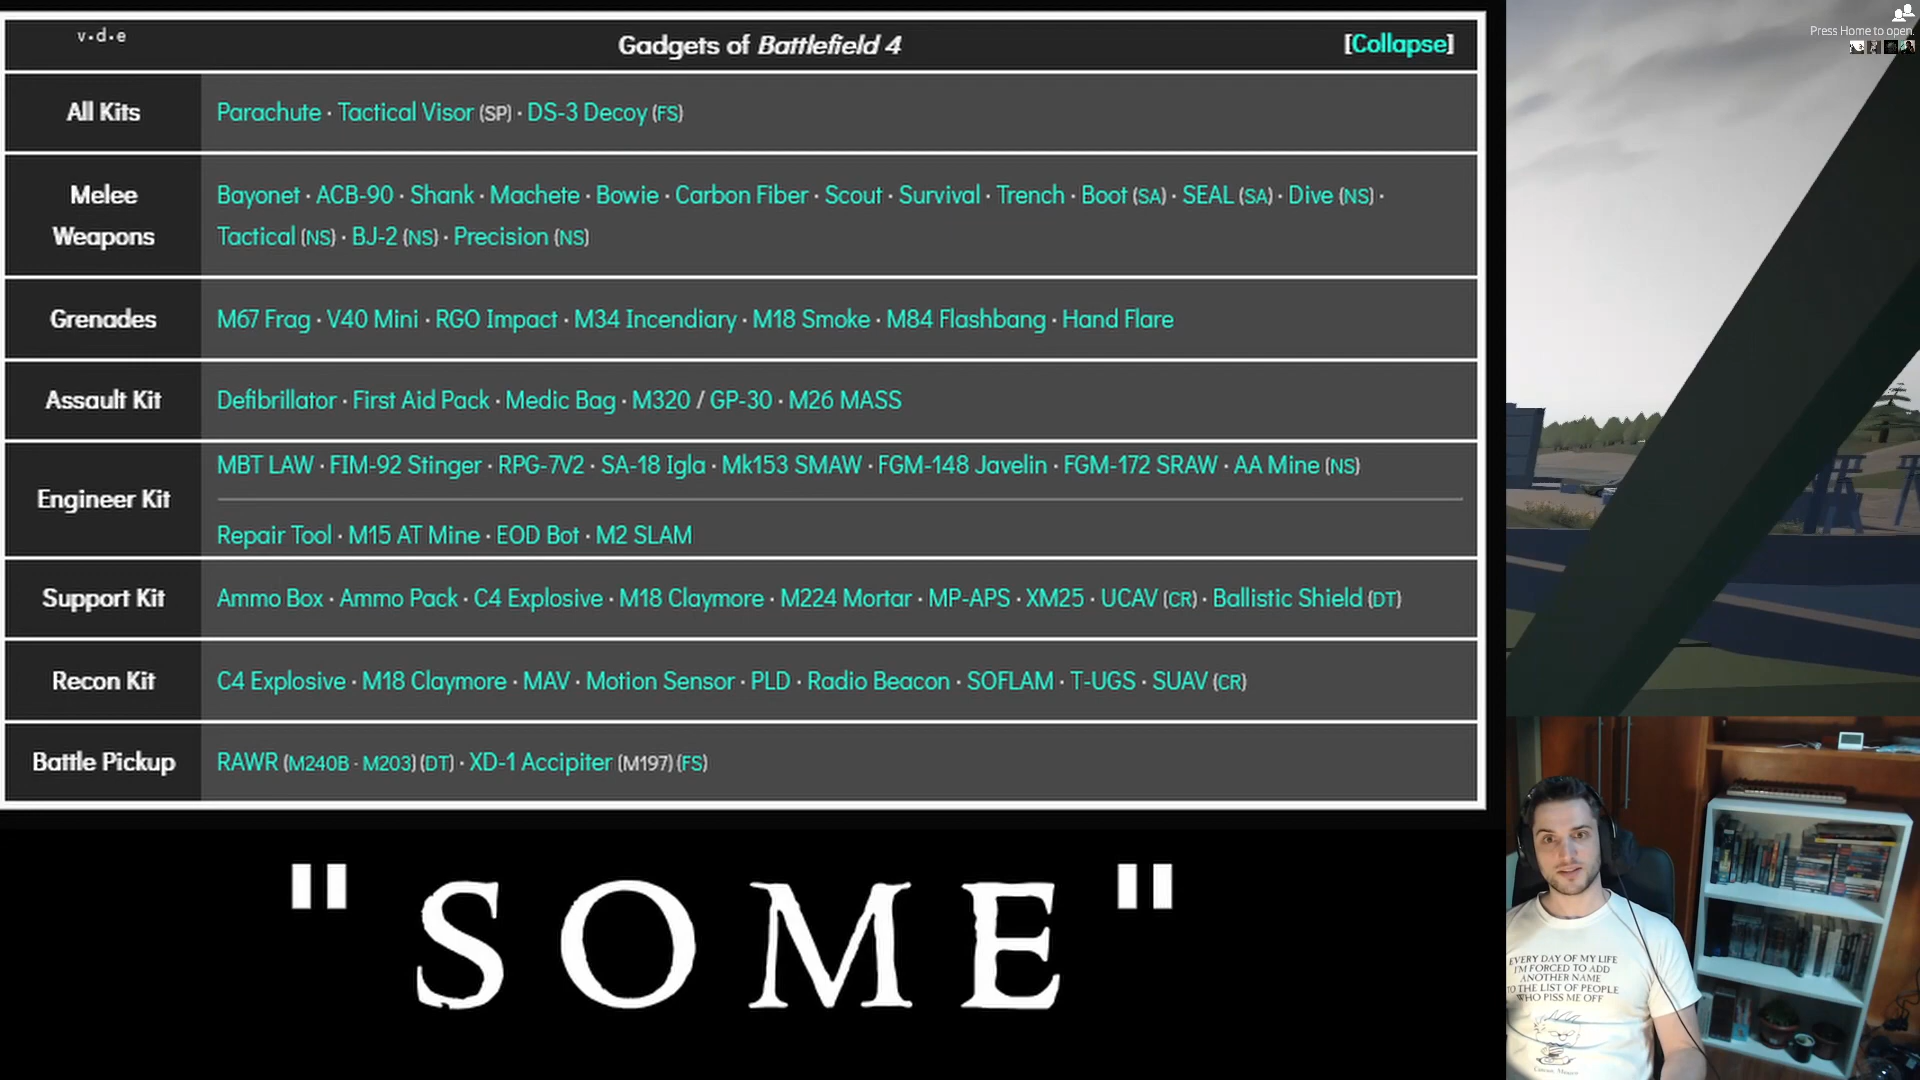 v·d·e
Gadgets of Battlefield 4
[Collapse]
All Kits
Parachute · Tactical Visor (SP) · DS-3 Decoy (FS)
Melee
Weapons
Bayonet · ACB-90 · Shank · Machete · Bowie · Carbon Fiber · Scout · Survival · Trench · Boot (SA) · SEAL (SA) · Dive (NS) ·
Tactical (NS) · BJ-2 (NS) · Precision (NS)
Grenades
M67 Frag · V40 Mini · RGO Impact · M34 Incendiary · M18 Smoke · M84 Flashbang · Hand Flare
Assault Kit
Defibrillator · First Aid Pack · Medic Bag · M320 / GP-30 · M26 MASS
Engineer Kit
MBT LAW · FIM-92 Stinger · RPG-7V2 · SA-18 Igla · Mk153 SMAW · FGM-148 Javelin · FGM-172 SRAW · AA Mine (NS)
Repair Tool · M15 AT Mine · EOD Bot · M2 SLAM
Support Kit
Ammo Box · Ammo Pack · C4 Explosive · M18 Claymore · M224 Mortar · MP-APS · XM25 · UCAV (CR) · Ballistic Shield (DT)
Recon Kit
C4 Explosive · M18 Claymore · MAV · Motion Sensor · PLD · Radio Beacon · SOFLAM · T-UGS · SUAV (CR)
Battle Pickup
RAWR (M240B · M203) (DT) · XD-1 Accipiter (M197) (FS)
"SOME"
Press Home to open.
EVERY DAY OF MY LIFE
I'M FORCED TO ADD
ANOTHER NAME
TO THE LIST OF PEOPLE
WHO PISS ME OFF